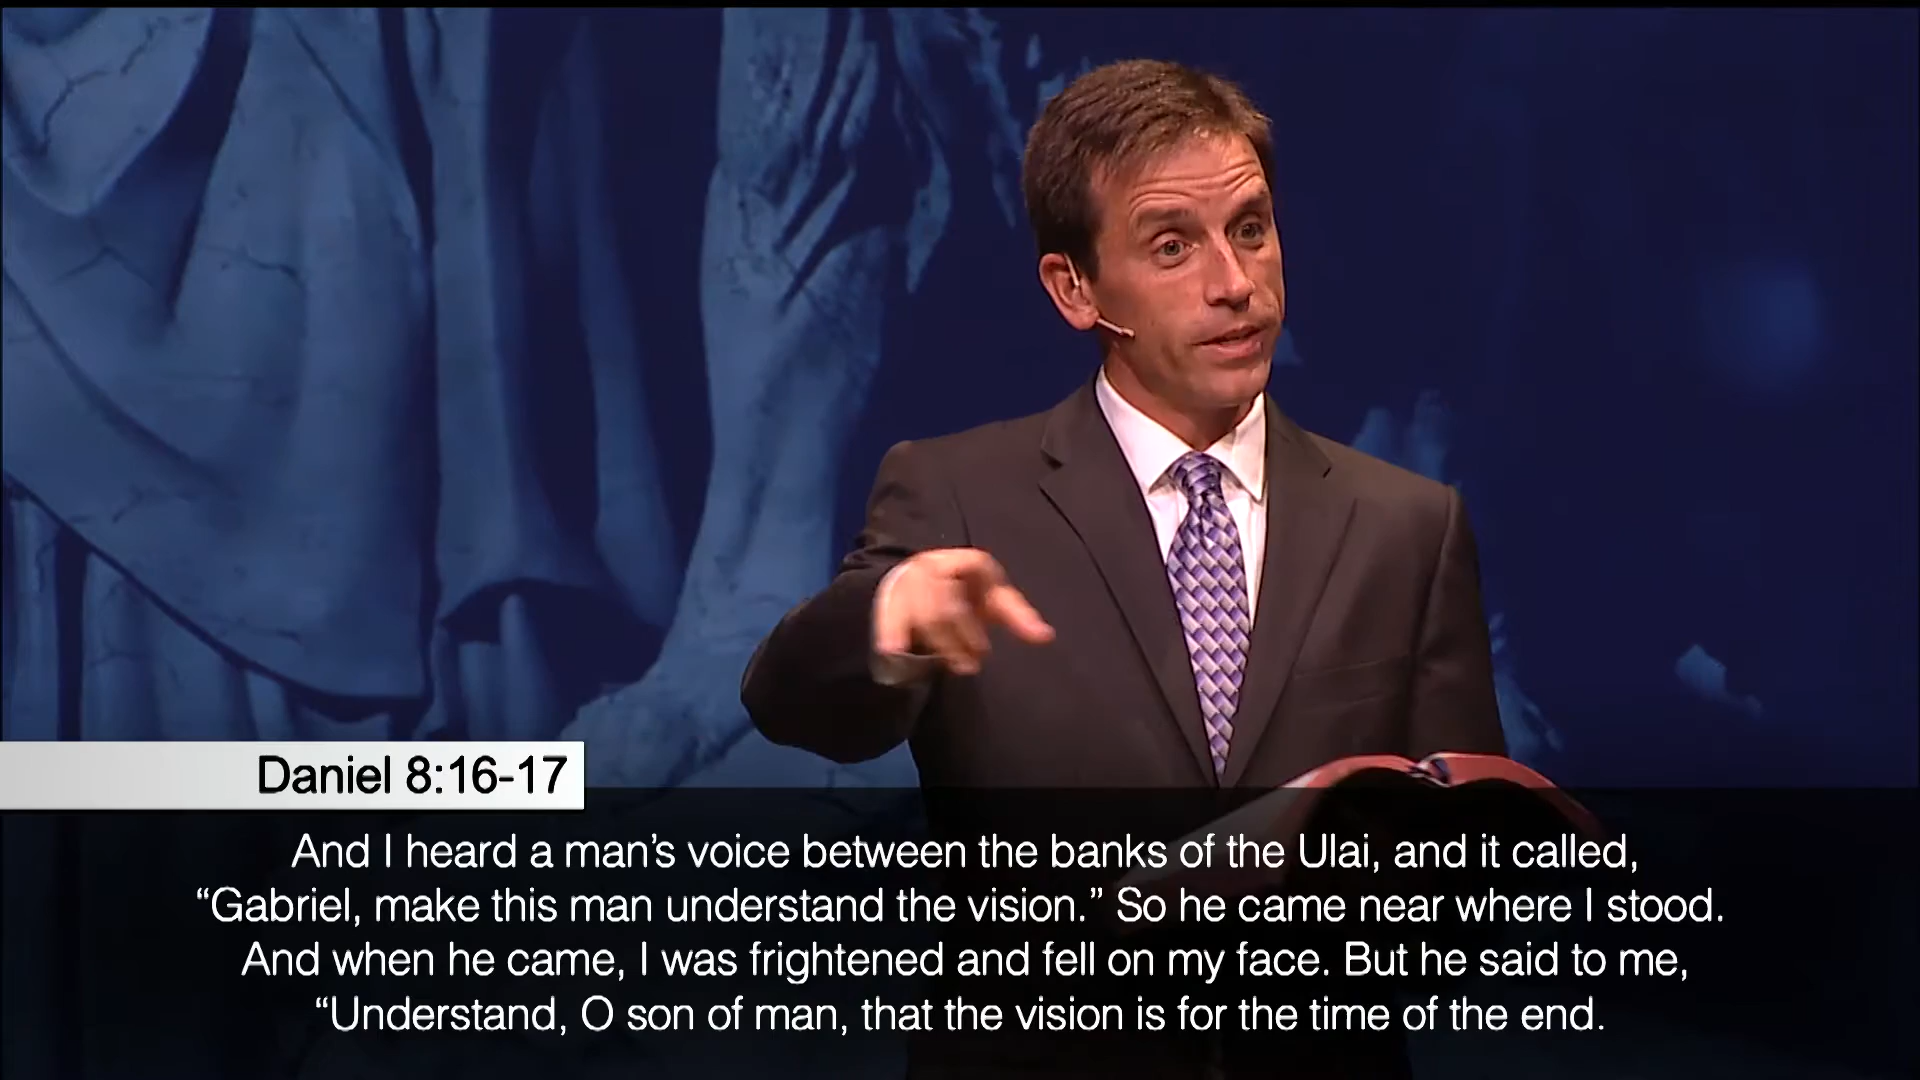 Daniel 8:16-17
And I heard a man’s voice between the banks of the Ulai, and it called,
“Gabriel, make this man understand the vision.” So he came near where I stood.
And when he came, I was frightened and fell on my face. But he said to me,
“Understand, O son of man, that the vision is for the time of the end.